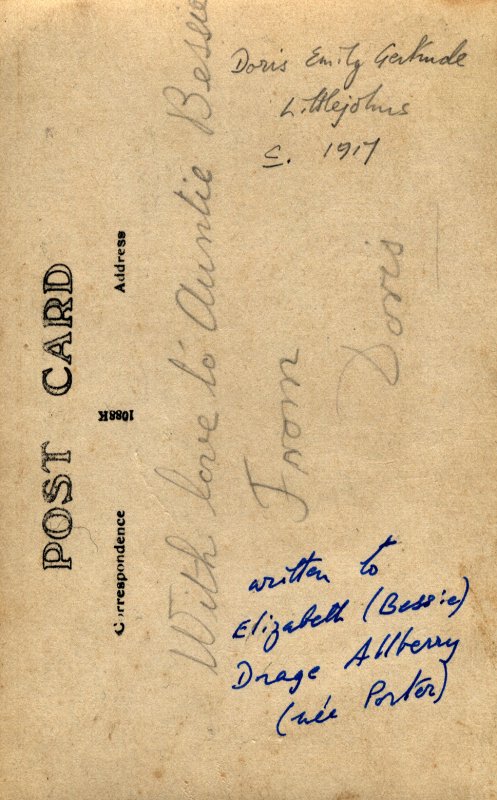 POST CARD
Correspondence
1088K
Address
With love to Auntie Bessie
From
Doris
Doris Emily Gertrude
Littlejohns
c. 1917
written to
Elizabeth (Bessie)
Drage Allberry
(née Porter)